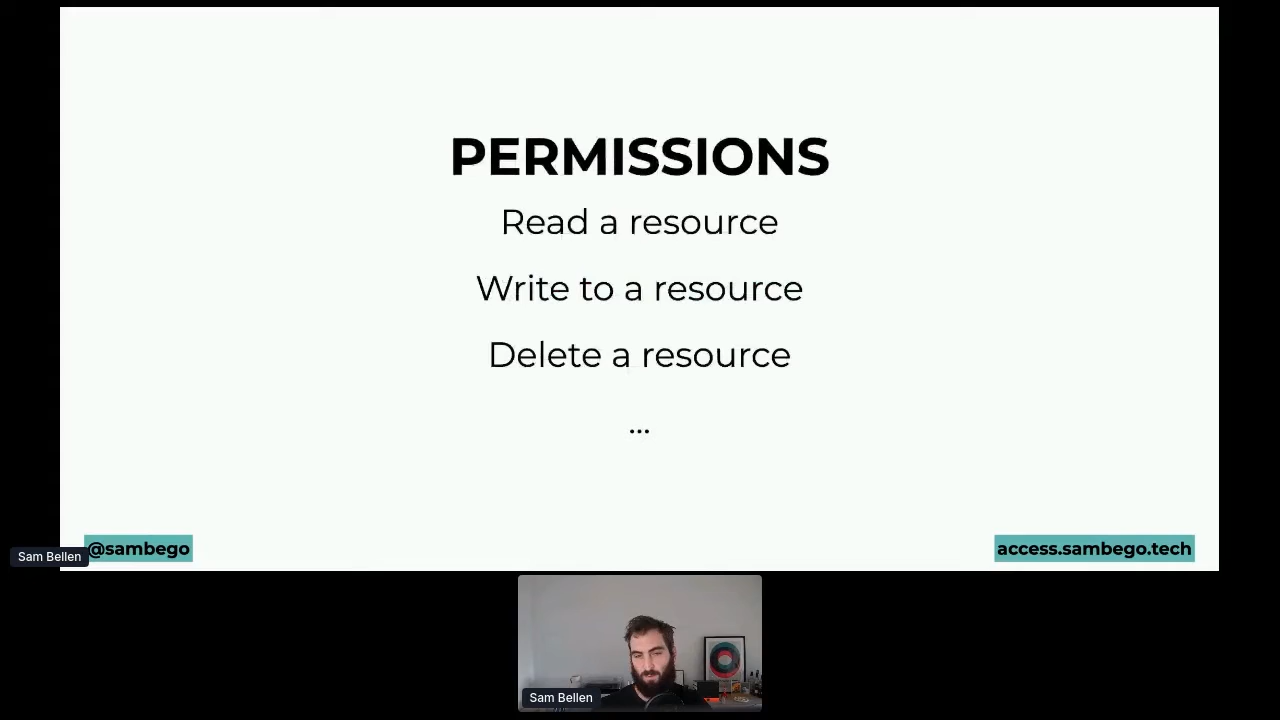 PERMISSIONS
Read a resource
Write to a resource
Delete a resource
...
@sambego
access.sambego.tech
Sam Bellen
Sam Bellen